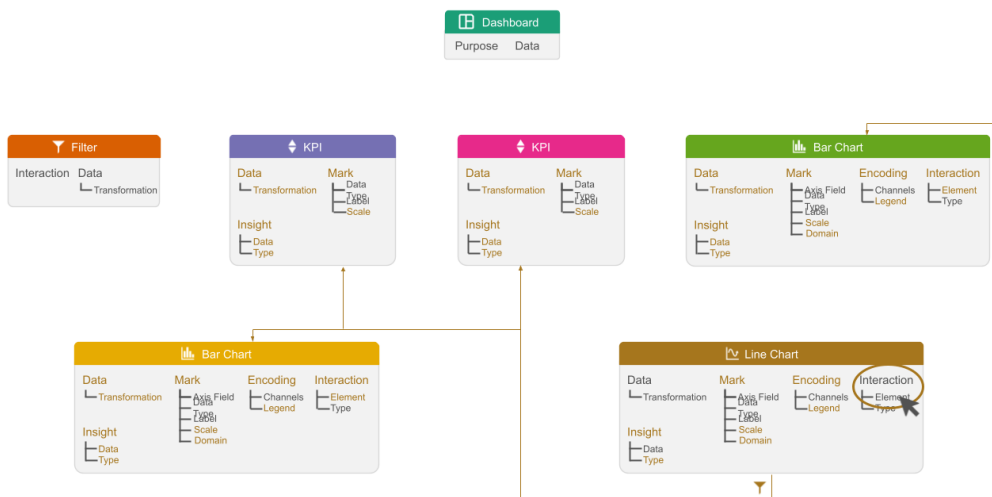 Dashboard
Purpose Data
Filter
Interaction Data
Transformation
KPI
Data Mark
Transformation Data Type
Label
Scale
Insight
Data
Type
KPI
Data Mark
Transformation Data Type
Label
Scale
Insight
Data
Type
Bar Chart
Data Mark Encoding Interaction
Transformation Axis Field Channels Element
Data Type Legend Type
Label
Scale
Domain
Insight
Data
Type
Bar Chart
Data Mark Encoding Interaction
Transformation Axis Field Channels Element
Data Type Legend Type
Label
Scale
Domain
Insight
Data
Type
Line Chart
Data Mark Encoding Interaction
Transformation Axis Field Channels Element
Data Type Legend Type
Label
Scale
Domain
Insight
Data
Type